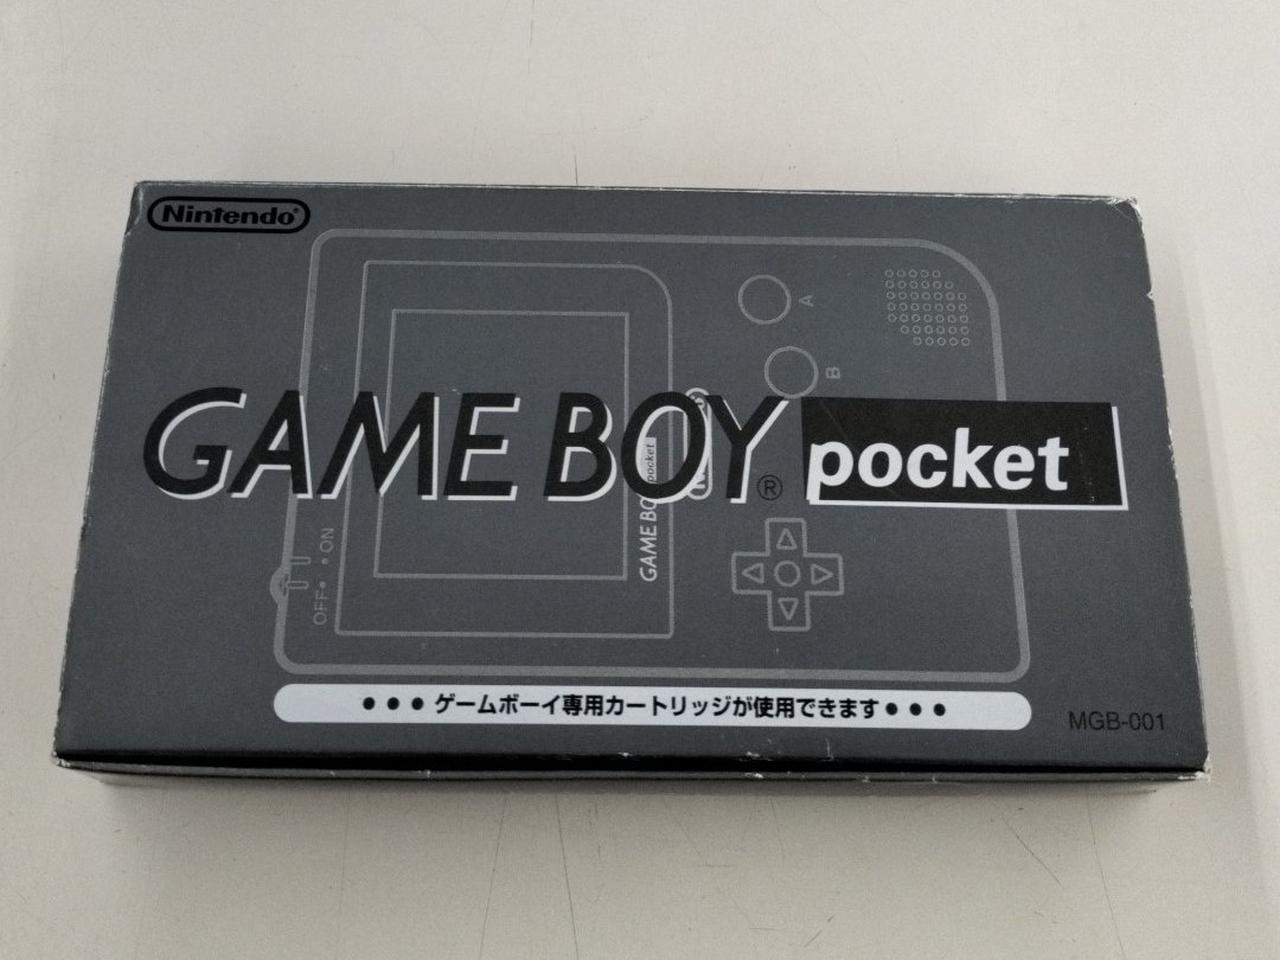 Nintendo®
A
B
GAME BOY® pocket
GAME BOY pocket
OFF• •ON
•••ゲームボーイ専用カートリッジが使用できます•••
MGB-001